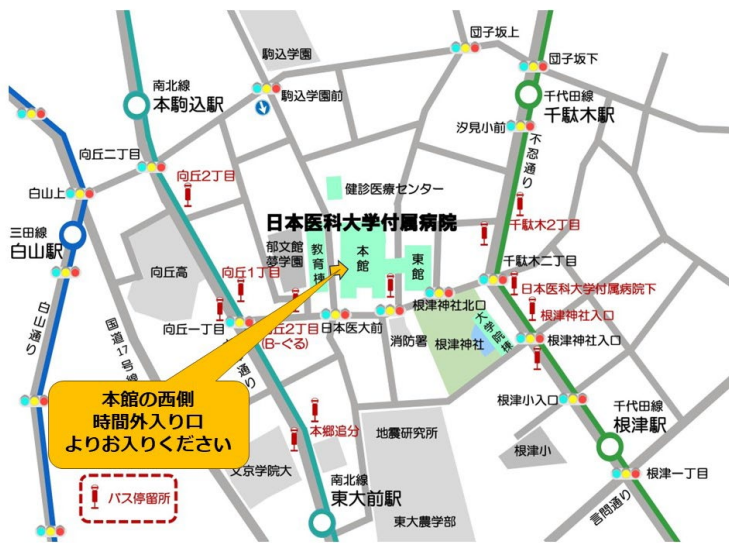 団子坂上
駒込学園
団子坂下
南北線
本駒込駅
駒込学園前
千代田線
千駄木駅
汐見小前
不忍通り
向丘二丁目
向丘2丁目
白山上
健診医療センター
日本医科大学付属病院
千駄木2丁目
三田線
白山駅
郁文館
夢学園
教育棟
本館
東館
向丘高
千駄木二丁目
向丘1丁目
日本医科大学付属病院下
根津神社北口
根津神社入口
白山通り
国道17号線
向丘一丁目
向丘2丁目
(B-ぐる)
日本医大前
消防署
根津神社
大学院棟
根津神社入口
本館の西側
時間外入り口
よりお入りください
根津小入口
千代田線
根津駅
本郷追分
地震研究所
根津小
文京学院大
南北線
東大前駅
根津一丁目
言問通り
バス停留所
東大農学部